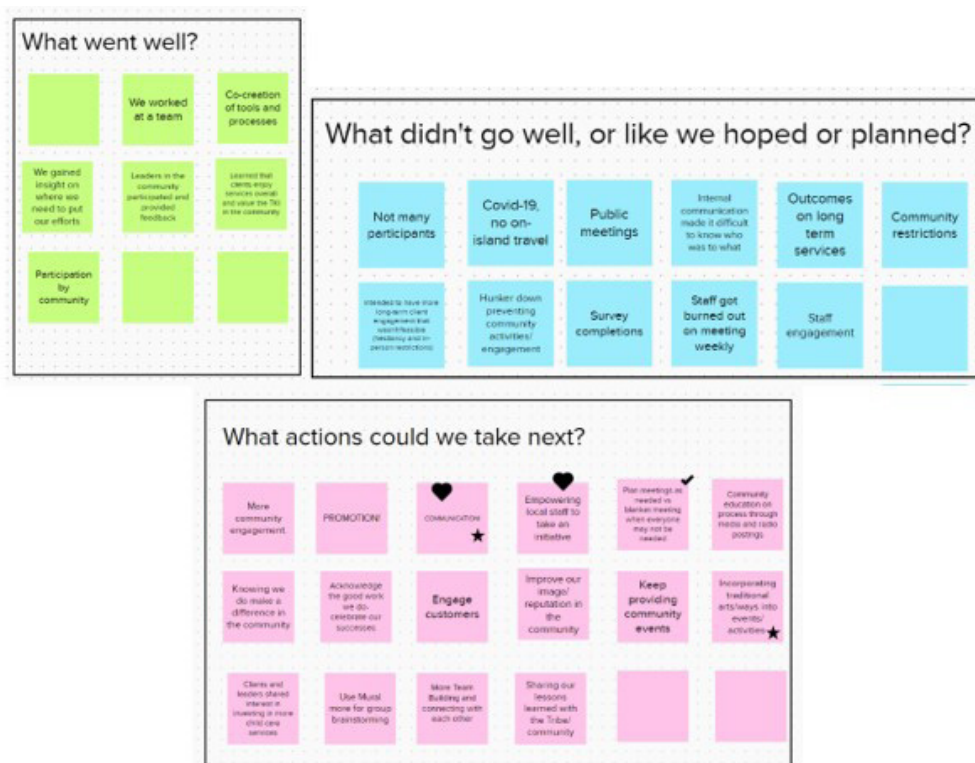 What went well?
We worked
at a team
Co-creation
of tools and
processes
We gained
insight on
where we
need to put
our efforts
Leaders in the
community
participated and
provided
feedback
Learned that
clients enjoy
services overall
and value the TKI
in the community
Participation
by
community
What didn't go well, or like we hoped or planned?
Not many
participants
Covid-19,
no on-
island travel
Public
meetings
Internal
communication
made it difficult
to know who
was to what
Outcomes
on long
term
services
Community
restrictions
Intended to have more
long-term client
engagement that
wasn't feasible
(hesitancy and in-
person restrictions)
Hunker down
preventing
community
activities/
engagement
Survey
completions
Staff got
burned out
on meeting
weekly
Staff
engagement
What actions could we take next?
More
community
engagement
PROMOTION!
COMMUNICATION!
Empowering
local staff to
take an
initiative
Plan meetings as
needed vs
blanket meeting
when everyone
may not be
needed
Community
education on
process through
media and radio
postings
Knowing we
do make a
difference in
the community
Acknowledge
the good work
we do-
celebrate our
successes
Engage
customers
Improve our
image/
reputation in
the
community
Keep
providing
community
events
Incorporating
traditional
arts/ways into
events/
activities
Clients and
leaders shared
interest in
investing in more
child care
services
Use Mural
more for group
brainstorming
More Team
Building and
connecting with
each other
Sharing our
lessons
learned with
the Tribe/
community